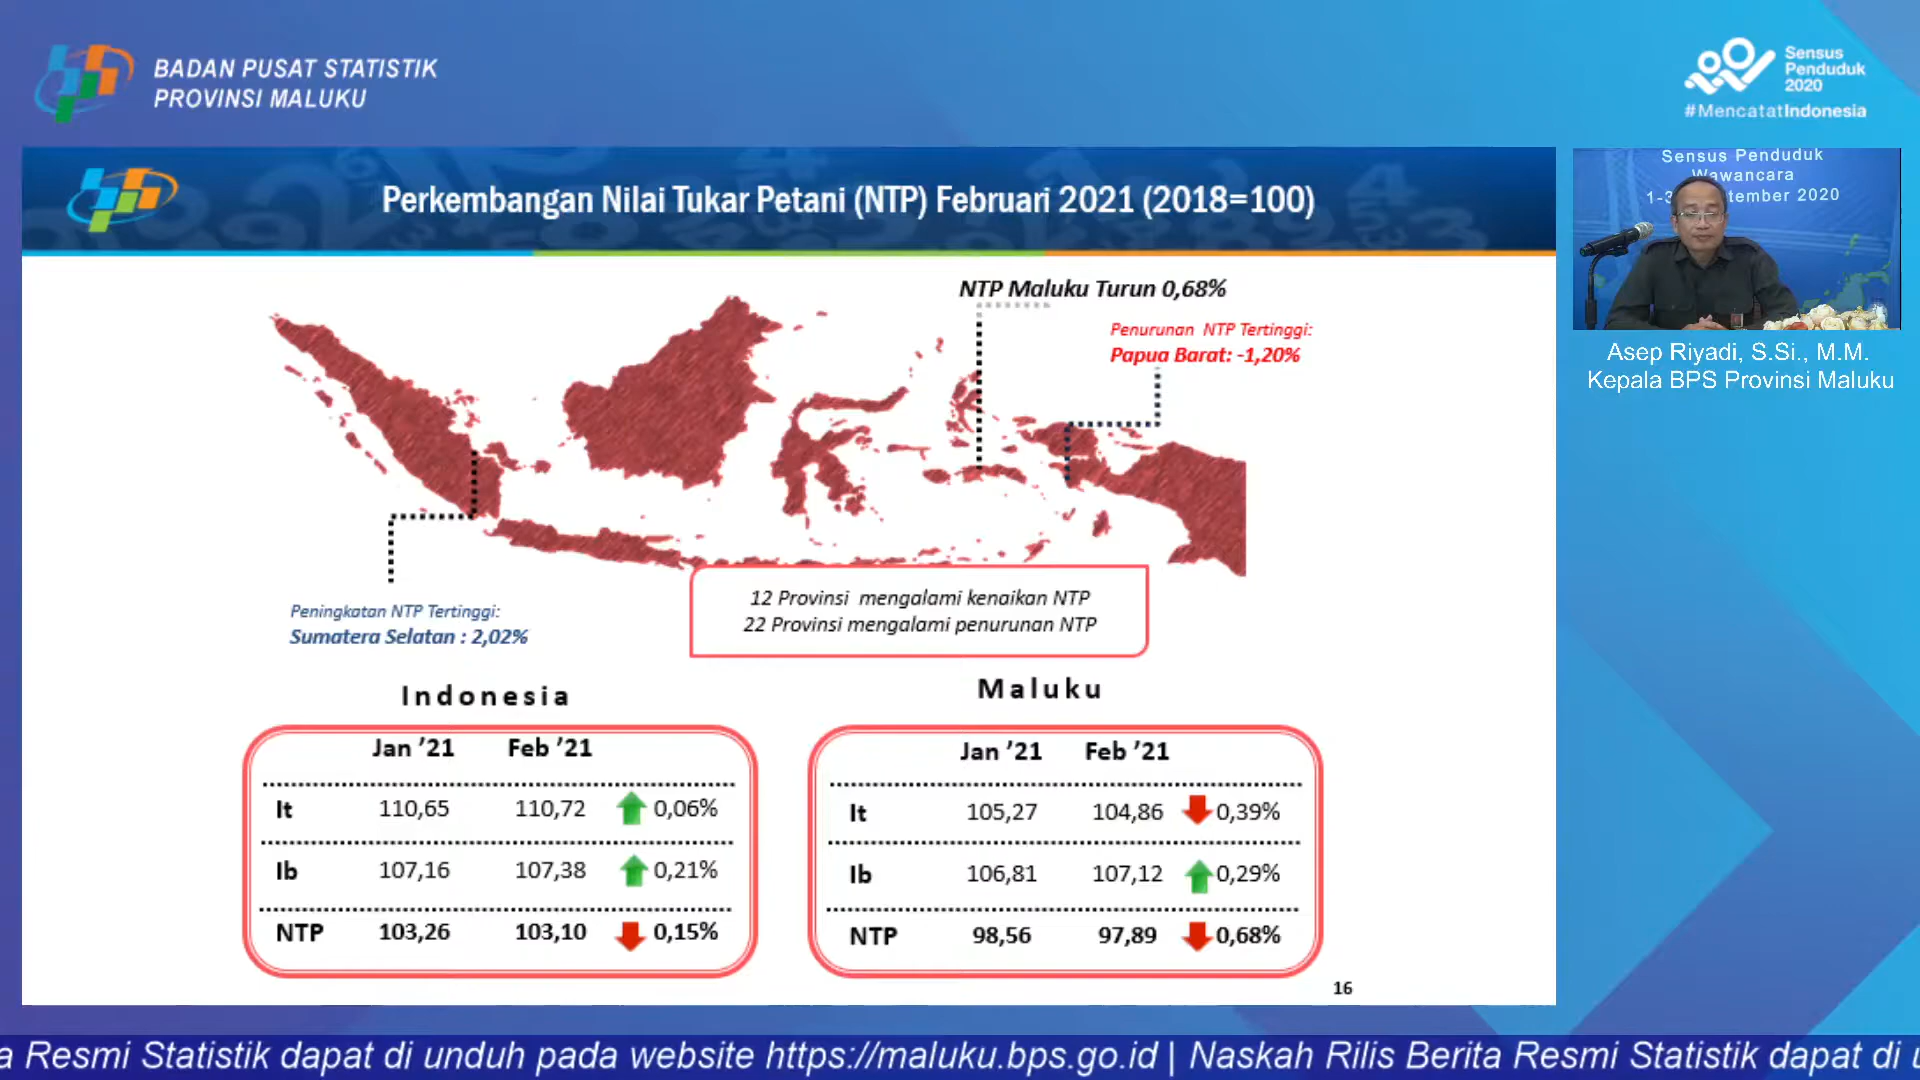 BADAN PUSAT STATISTIK
PROVINSI MALUKU
Sensus
Penduduk
2020
#MencatatIndonesia
Perkembangan Nilai Tukar Petani (NTP) Februari 2021 (2018=100)
Sensus Penduduk
Wawancara
tember 2020
Asep Riyadi, S.Si., M.M.
Kepala BPS Provinsi Maluku
NTP Maluku Turun 0,68%
Penurunan NTP Tertinggi:
Papua Barat: -1,20%
Peningkatan NTP Tertinggi:
Sumatera Selatan : 2,02%
12 Provinsi mengalami kenaikan NTP
22 Provinsi mengalami penurunan NTP
Indonesia
Jan ’21 Feb ’21
It 110,65 110,72 0,06%
Ib 107,16 107,38 0,21%
NTP 103,26 103,10 0,15%
Maluku
Jan ’21 Feb ’21
It 105,27 104,86 0,39%
Ib 106,81 107,12 0,29%
NTP 98,56 97,89 0,68%
16
a Resmi Statistik dapat di unduh pada website https://maluku.bps.go.id | Naskah Rilis Berita Resmi Statistik dapat di u